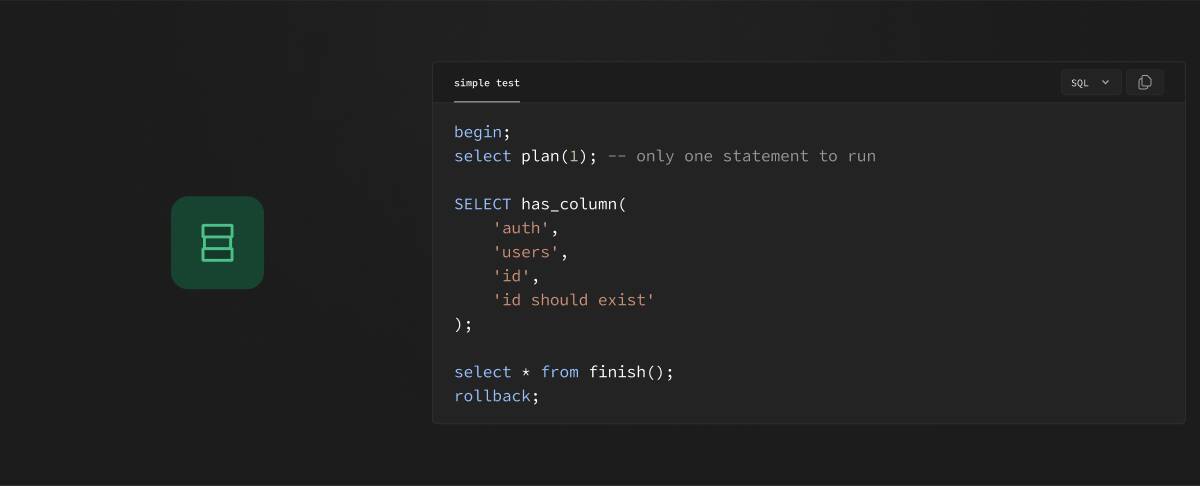 simple test
SQL
begin;
select plan(1); -- only one statement to run
SELECT has_column(
    'auth',
    'users',
    'id',
    'id should exist'
);
select * from finish();
rollback;